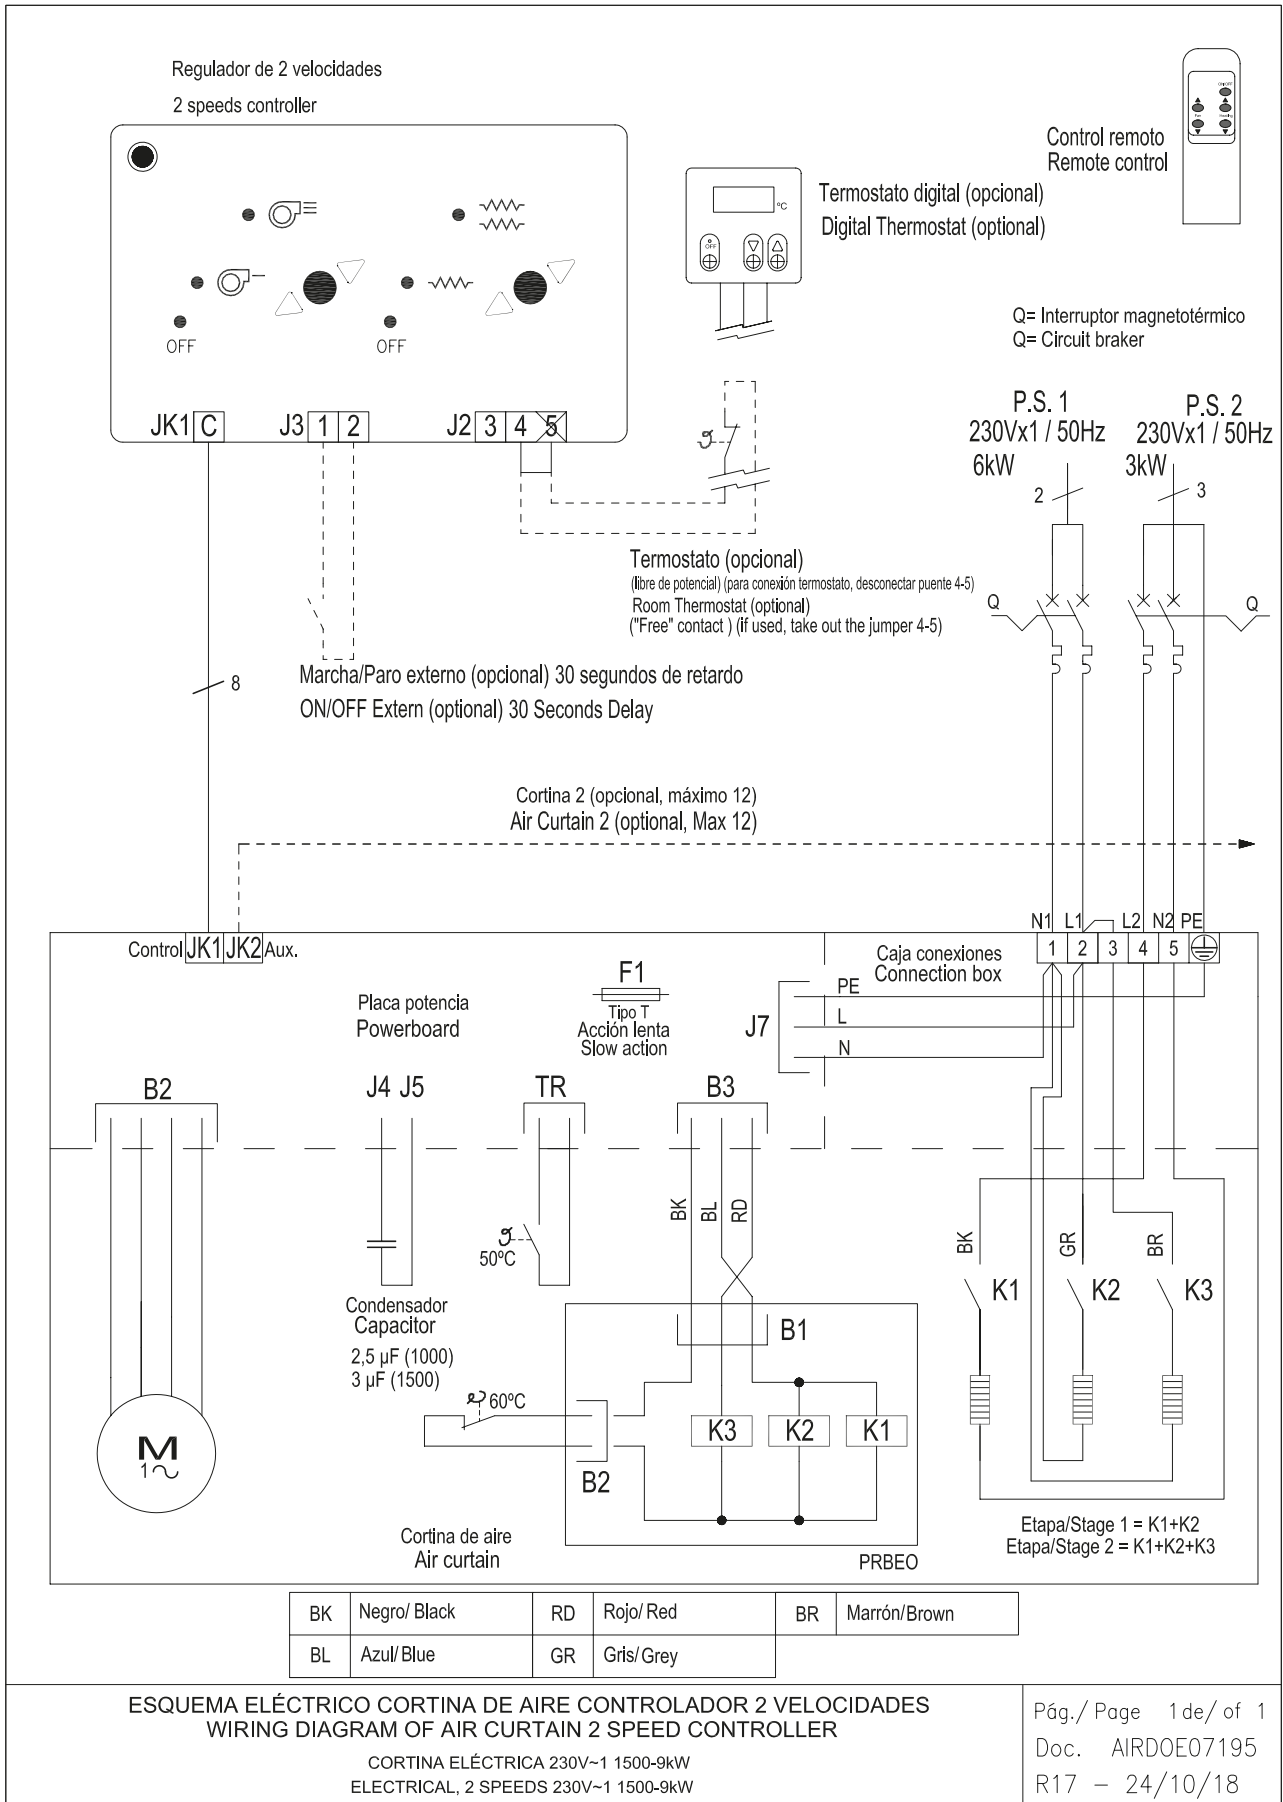 Regulador de 2 velocidades
2 speeds controller
OFF
OFF
JK1 C
J3 1 2
J2 3 4 5
ºC
OFF
Termostato digital (opcional)
Digital Thermostat (optional)
Control remoto
Remote control
ON/OFF
Fan
Heating
Q= Interruptor magnetotérmico
Q= Circuit braker
P.S. 1
230Vx1 / 50Hz
6kW
2
P.S. 2
230Vx1 / 50Hz
3kW
3
Q
Q
Termostato (opcional)
(libre de potencial) (para conexión termostato, desconectar puente 4-5)
Room Thermostat (optional)
("Free" contact ) (if used, take out the jumper 4-5)
Marcha/Paro externo (opcional) 30 segundos de retardo
ON/OFF Extern (optional) 30 Seconds Delay
8
Cortina 2 (opcional, máximo 12)
Air Curtain 2 (optional, Max 12)
N1 L1 L2 N2 PE
1 2 3 4 5
Control JK1 JK2 Aux.
Caja conexiones
Connection box
Placa potencia
Powerboard
F1
Tipo T
Acción lenta
Slow action
J7
PE
L
N
B2
J4 J5
TR
B3
BK
BL
RD
50ºC
Condensador
Capacitor
2,5 µF (1000)
3 µF (1500)
60ºC
B1
B2
K3
K2
K1
M
1
BK
GR
BR
K1
K2
K3
Cortina de aire
Air curtain
PRBEO
Etapa/Stage 1 = K1+K2
Etapa/Stage 2 = K1+K2+K3
BK Negro/ Black RD Rojo/ Red BR Marrón/Brown
BL Azul/ Blue GR Gris/ Grey
ESQUEMA ELÉCTRICO CORTINA DE AIRE CONTROLADOR 2 VELOCIDADES
WIRING DIAGRAM OF AIR CURTAIN 2 SPEED CONTROLLER
CORTINA ELÉCTRICA 230V~1 1500-9kW
ELECTRICAL, 2 SPEEDS 230V~1 1500-9kW
Pág./ Page 1 de/ of 1
Doc. AIRDOE07195
R17 - 24/10/18